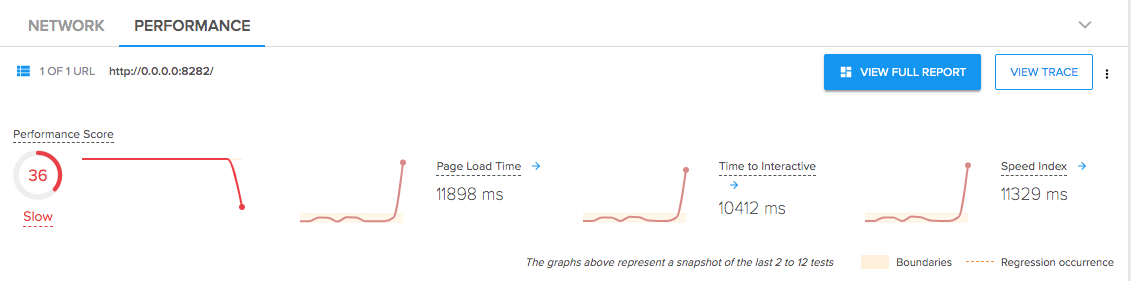 NETWORK PERFORMANCE
1 OF 1 URL http://0.0.0.0:8282/ VIEW FULL REPORT VIEW TRACE
Performance Score
36
Slow
Page Load Time
11898 ms
Time to Interactive
10412 ms
Speed Index
11329 ms
The graphs above represent a snapshot of the last 2 to 12 tests Boundaries Regression occurrence